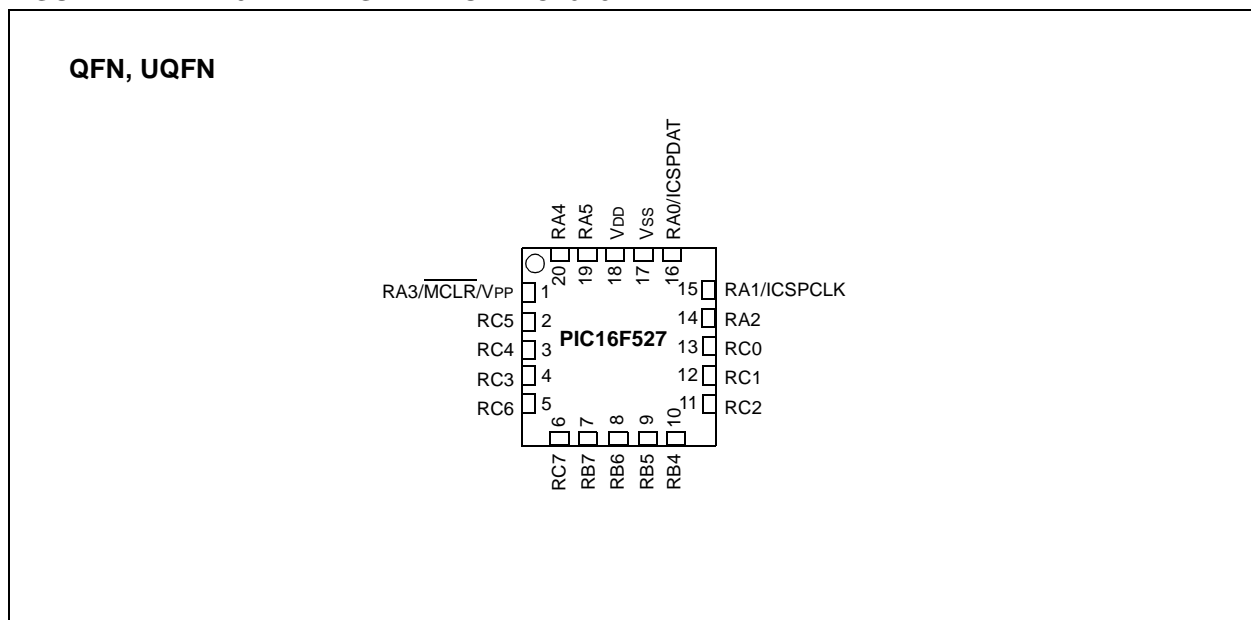 QFN, UQFN
RA4
RA5
VDD
VSS
RA0/ICSPDAT
20
19
18
17
16
RA3/MCLR/VPP 1
RC5 2
RC4 3
RC3 4
RC6 5
PIC16F527
15 RA1/ICSPCLK
14 RA2
13 RC0
12 RC1
11 RC2
6
7
8
9
10
RC7
RB7
RB6
RB5
RB4